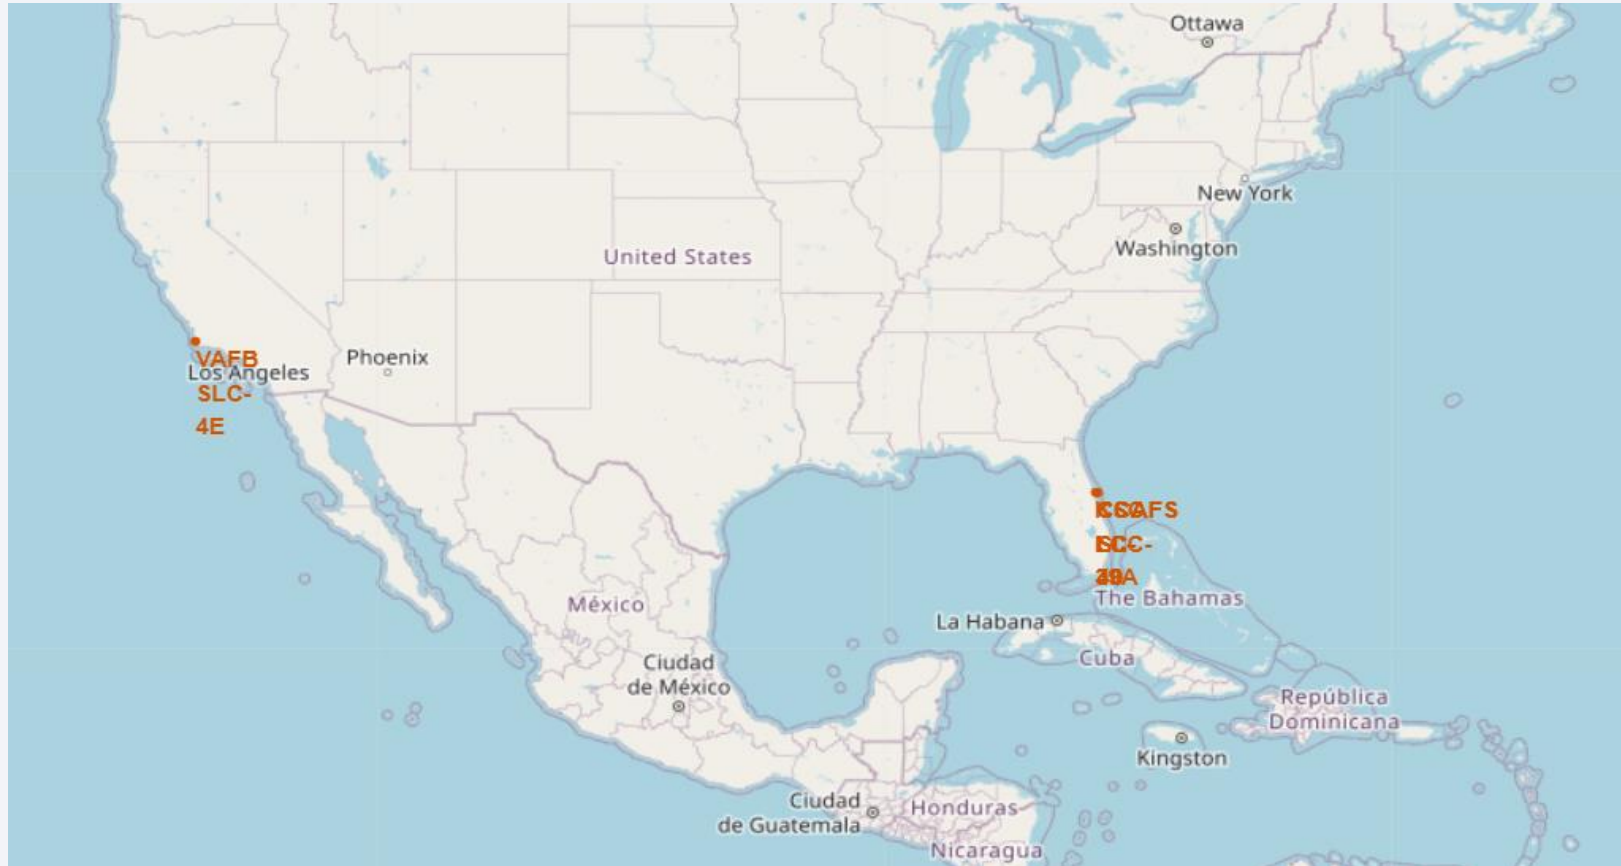 Ottawa
New York
Washington
United States
VAFB
Los Angeles
SLC-
4E
Phoenix
México
The Bahamas
La Habana
Cuba
Ciudad
de México
República
Dominicana
Kingston
Ciudad
de Guatemala
Honduras
Nicaragua